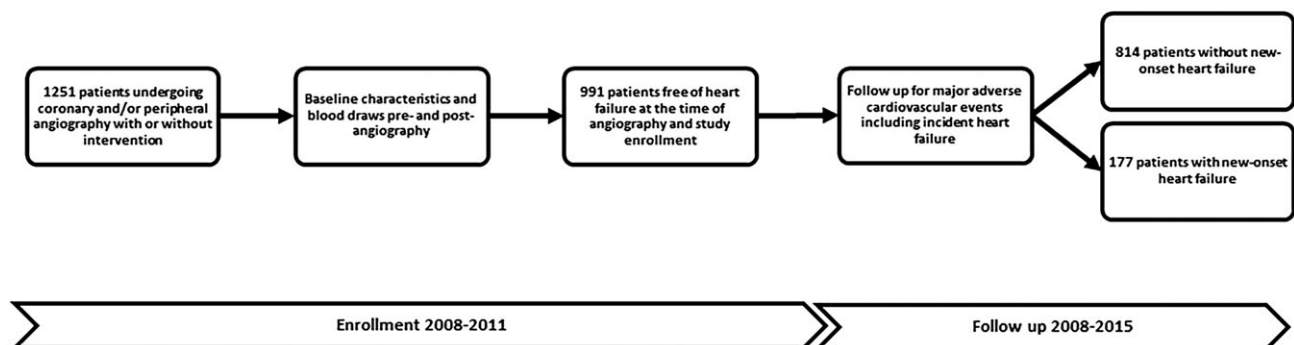 1251 patients undergoing
coronary and/or peripheral
angiography with or without
intervention
Baseline characteristics and
blood draws pre- and post-
angiography
991 patients free of heart
failure at the time of
angiography and study
enrollment
Follow up for major adverse
cardiovascular events
including incident heart
failure
814 patients without new-
onset heart failure
177 patients with new-onset
heart failure
Enrollment 2008-2011
Follow up 2008-2015